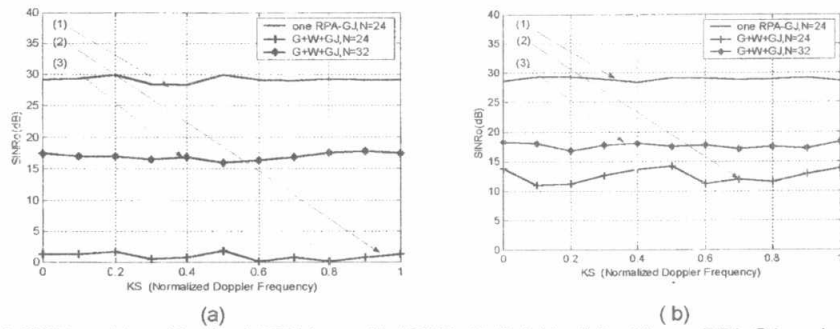 (1)
(2)
(3)
one RPA-GJ,N=24
G+W+GJ,N=24
G+W+GJ,N=32
40
35
30
25
20
15
10
5
0
SINRo(dB)
0 0.2 0.4 0.6 0.8 1
KS (Normalized Doppler Frequency)
(a)
(1)
(2)
(3)
one RPA-GJ,N=24
G+W+GJ,N=24
G+W+GJ,N=32
40
35
30
25
20
15
10
5
0
SINRo(dB)
0 0.2 0.4 0.6 0.8 1
KS (Normalized Doppler Frequency)
(b)